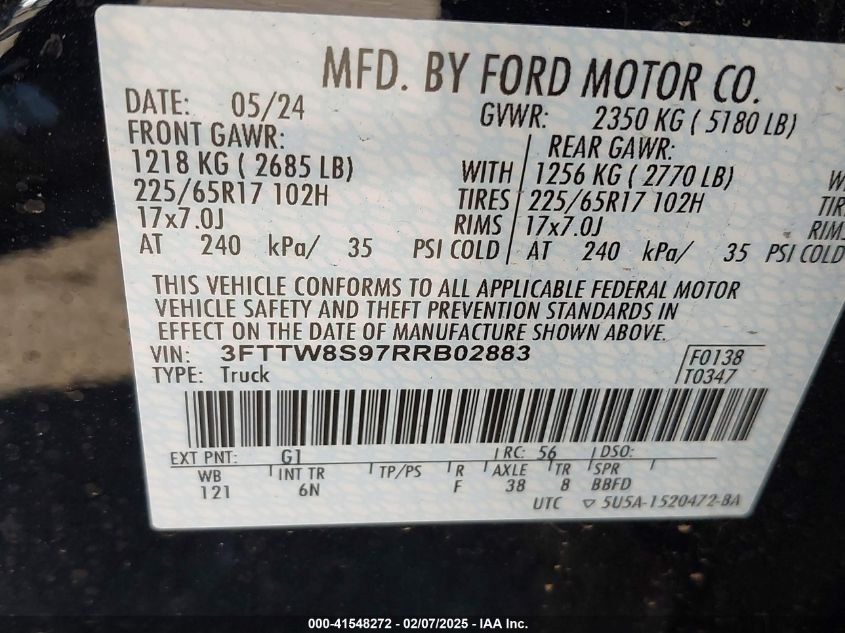 MFD. BY FORD MOTOR CO.
DATE: 05/24 GVWR: 2350 KG ( 5180 LB)
FRONT GAWR: REAR GAWR:
1218 KG ( 2685 LB) WITH 1256 KG ( 2770 LB)
225/65R17 102H TIRES 225/65R17 102H TIRE
17x7.0J RIMS 17x7.0J RIMS
AT 240 kPa/ 35 PSI COLD AT 240 kPa/ 35 PSI COLD
THIS VEHICLE CONFORMS TO ALL APPLICABLE FEDERAL MOTOR
VEHICLE SAFETY AND THEFT PREVENTION STANDARDS IN
EFFECT ON THE DATE OF MANUFACTURE SHOWN ABOVE.
VIN: 3FTTW8S97RRB02883 F0138
TYPE: Truck T0347
EXT PNT: G1 RC: 56 DSO:
WB INT TR TP/PS R AXLE TR SPR
121 6N F 38 8 BBFD
UTC ▽ 5U5A-1520472-BA
000-41548272 - 02/07/2025 - IAA Inc.